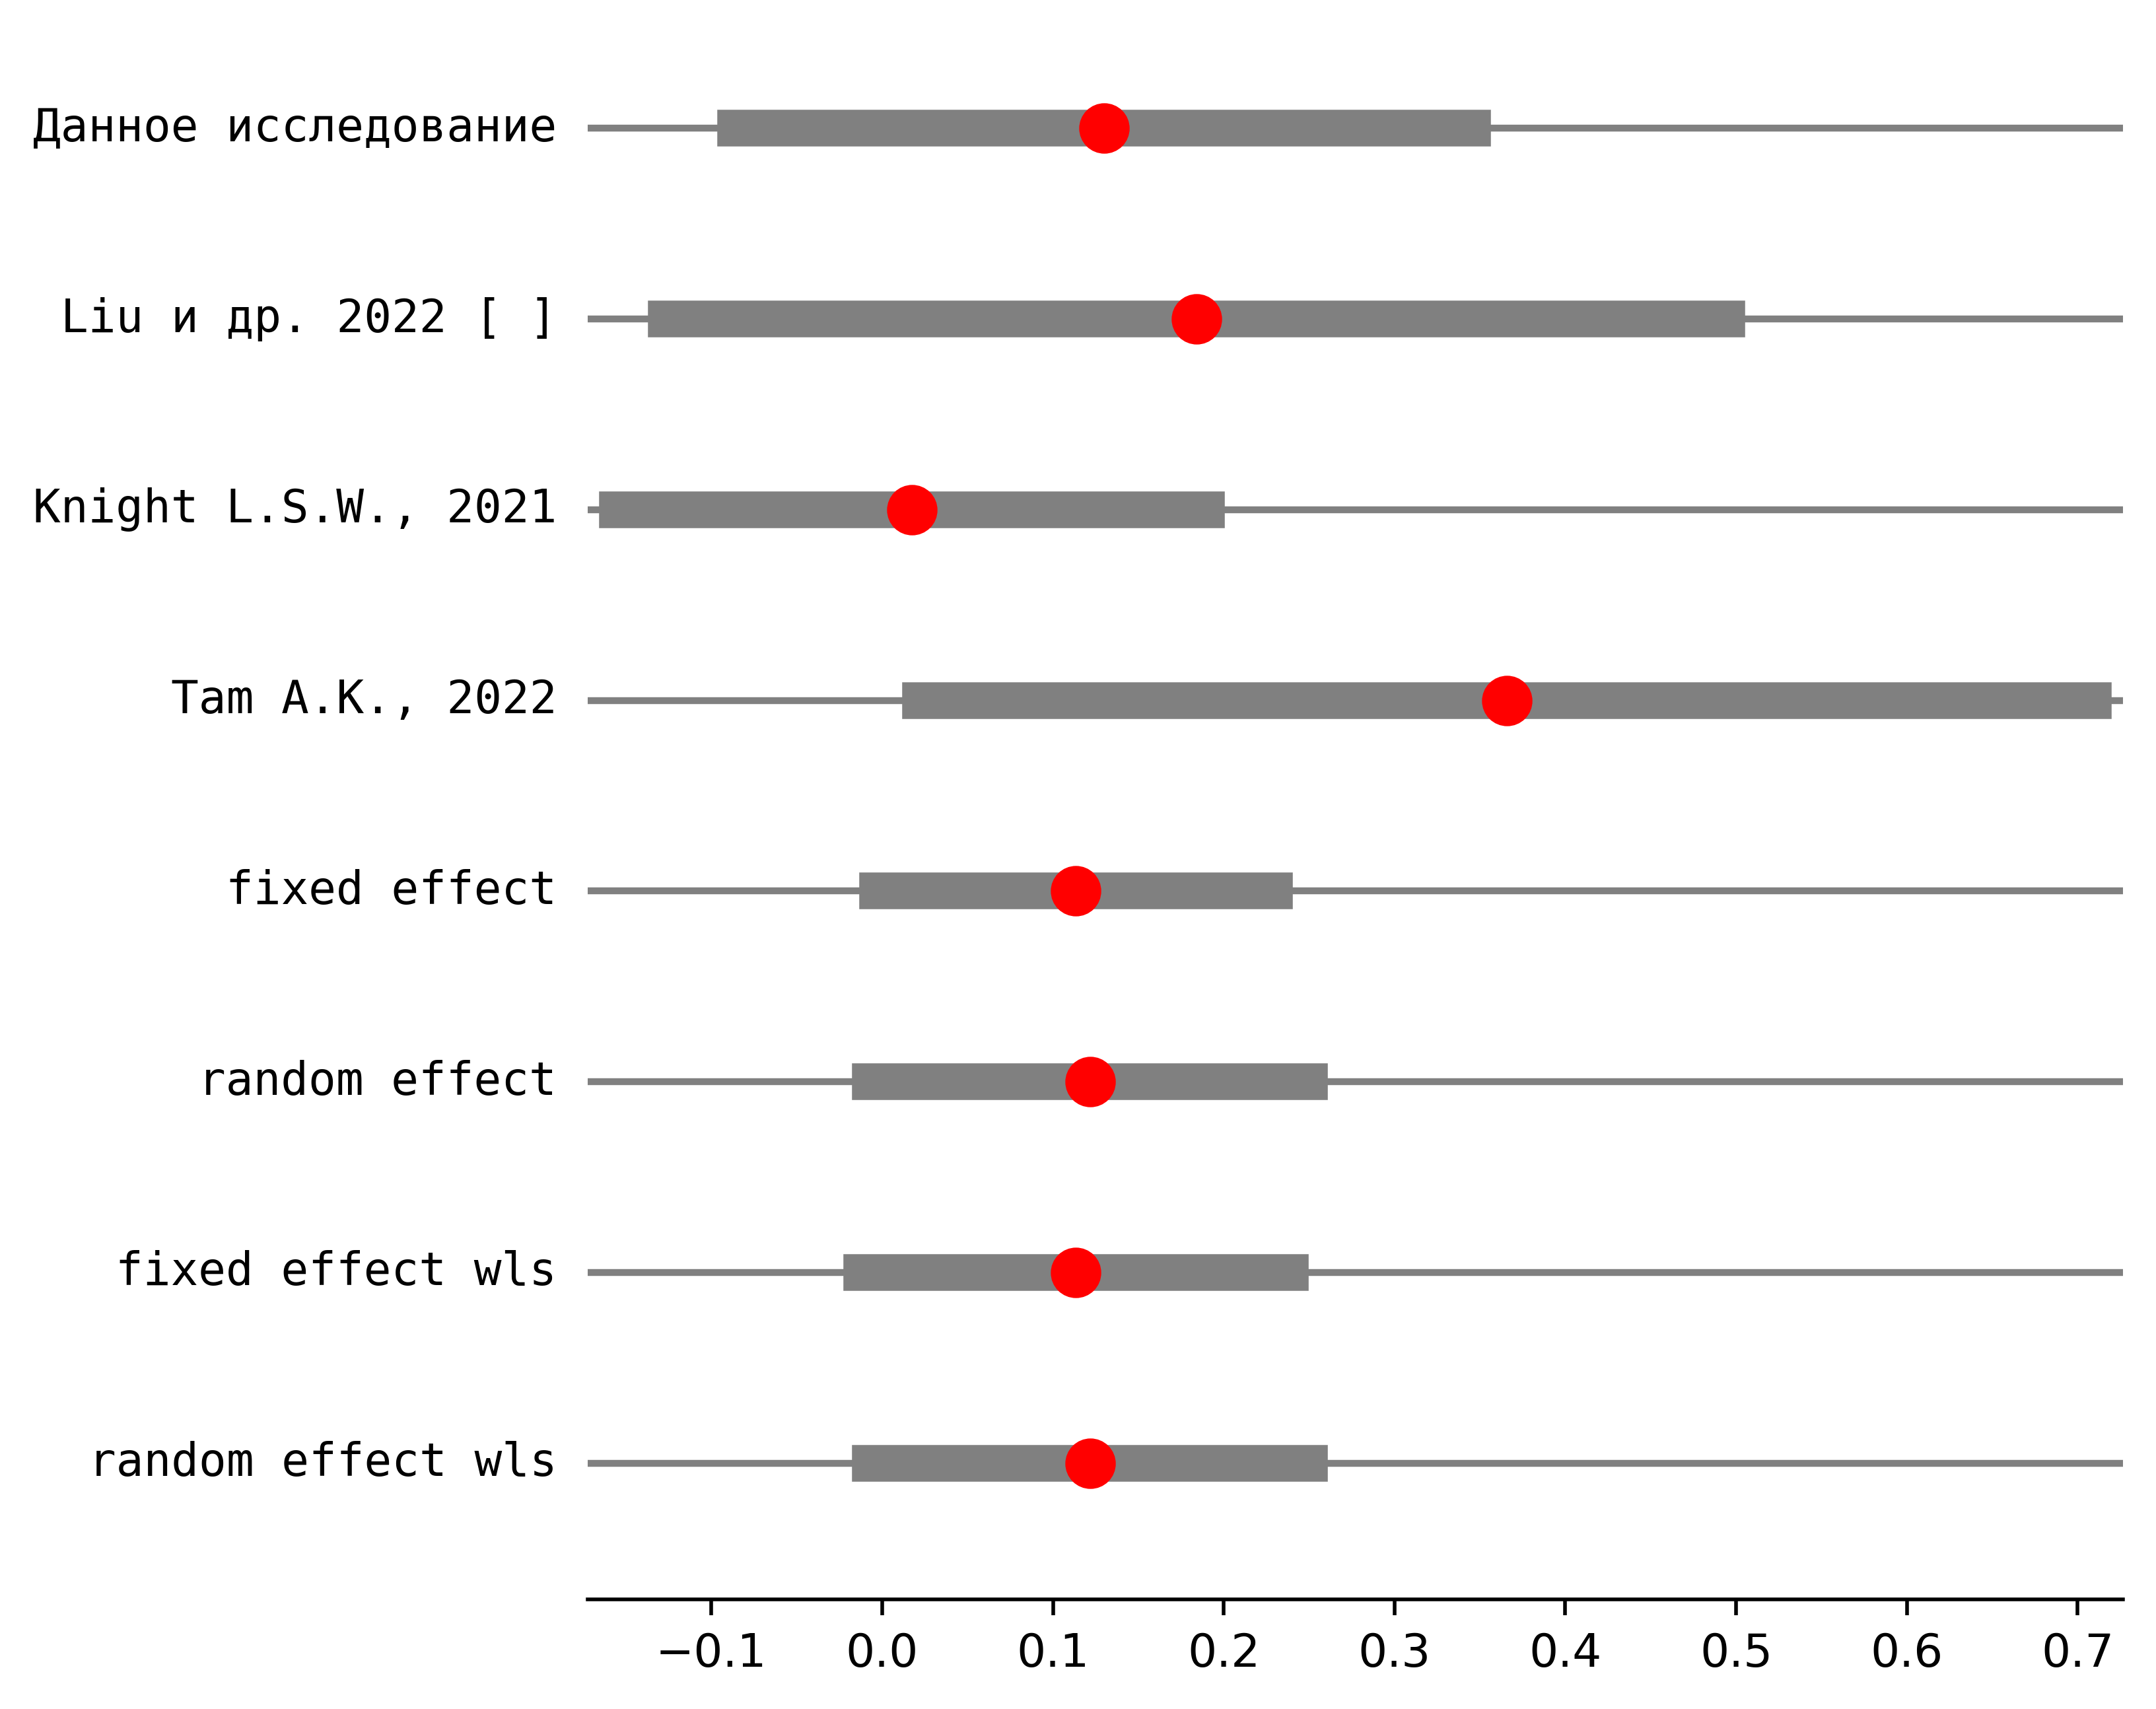 Данное исследование
Liu и др. 2022 [ ]
Knight L.S.W., 2021
Tam A.K., 2022
fixed effect
random effect
fixed effect wls
random effect wls
−0.1 0.0 0.1 0.2 0.3 0.4 0.5 0.6 0.7